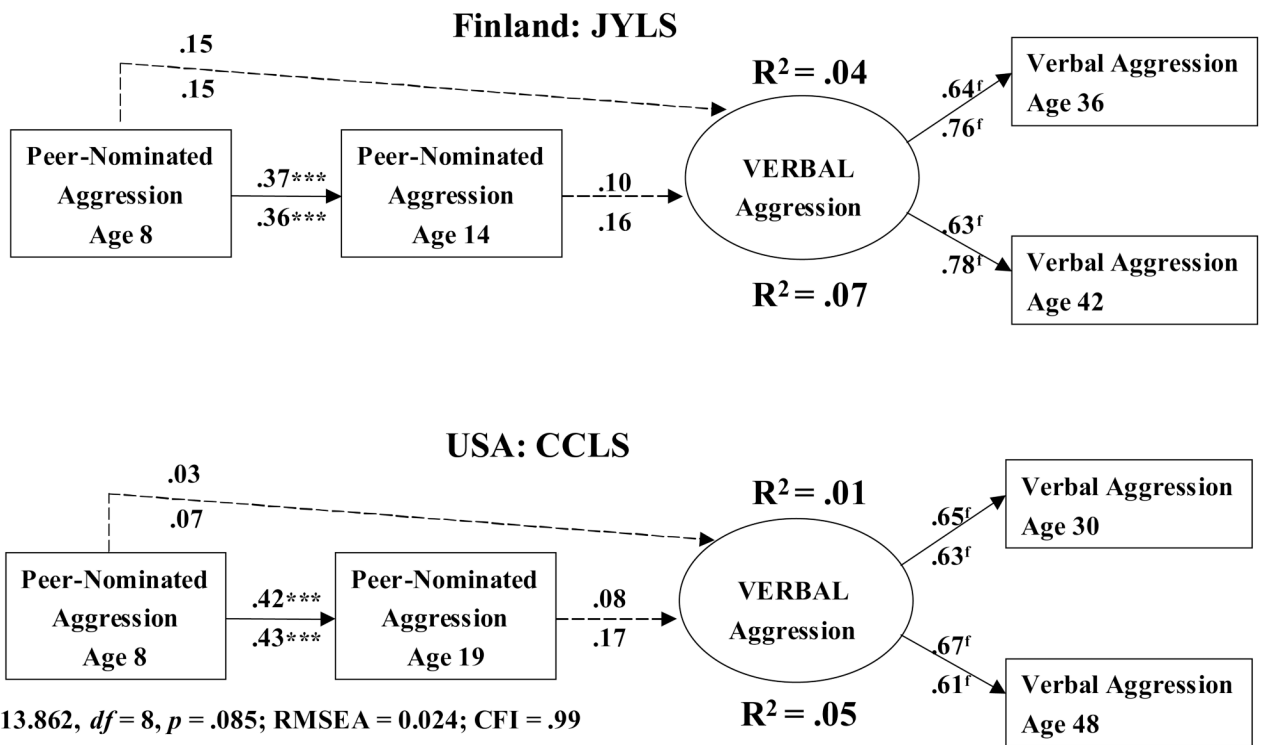 Finland: JYLS
.15
.15
R² = .04
Verbal Aggression
Age 36
.64ᶠ
.76ᶠ
Peer-Nominated
Aggression
Age 8
.37***
.36***
Peer-Nominated
Aggression
Age 14
.10
.16
VERBAL
Aggression
.63ᶠ
.78ᶠ
Verbal Aggression
Age 42
R² = .07
USA: CCLS
.03
.07
R² = .01
Verbal Aggression
Age 30
.65ᶠ
.63ᶠ
Peer-Nominated
Aggression
Age 8
.42***
.43***
Peer-Nominated
Aggression
Age 19
.08
.17
VERBAL
Aggression
.67ᶠ
.61ᶠ
Verbal Aggression
Age 48
R² = .05
13.862, df = 8, p = .085; RMSEA = 0.024; CFI = .99